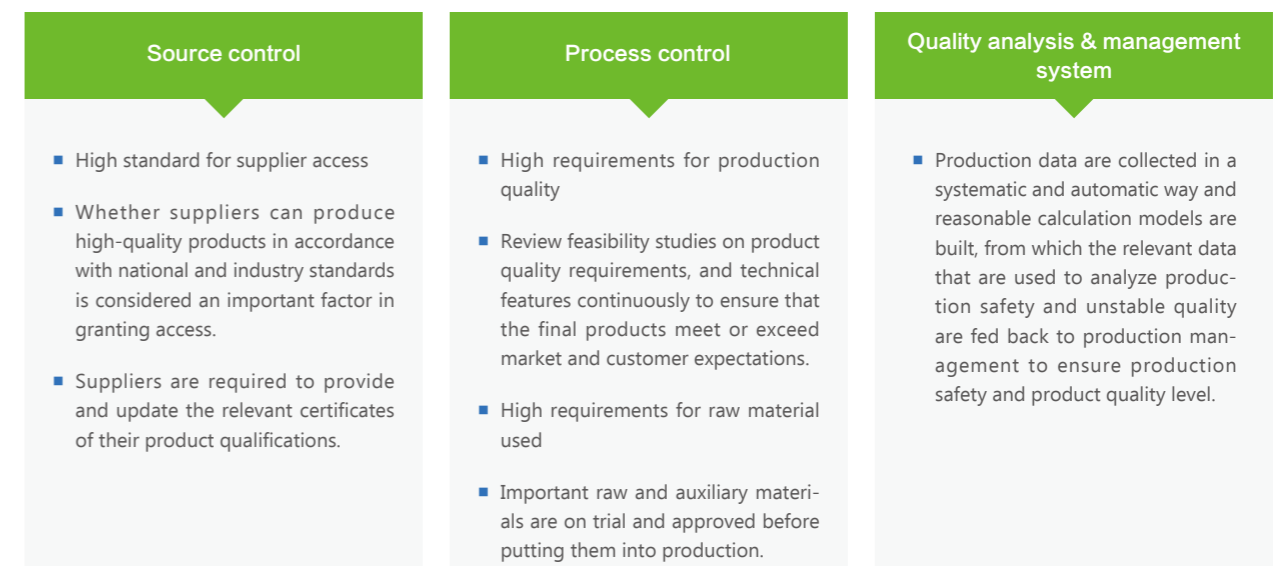 Source control
High standard for supplier access
Whether suppliers can produce
high-quality products in accordance
with national and industry standards
is considered an important factor in
granting access.
Suppliers are required to provide
and update the relevant certificates
of their product qualifications.
Process control
High requirements for production
quality
Review feasibility studies on product
quality requirements, and technical
features continuously to ensure that
the final products meet or exceed
market and customer expectations.
High requirements for raw material
used
Important raw and auxiliary materi-
als are on trial and approved before
putting them into production.
Quality analysis & management
system
Production data are collected in a
systematic and automatic way and
reasonable calculation models are
built, from which the relevant data
that are used to analyze produc-
tion safety and unstable quality
are fed back to production man-
agement to ensure production
safety and product quality level.